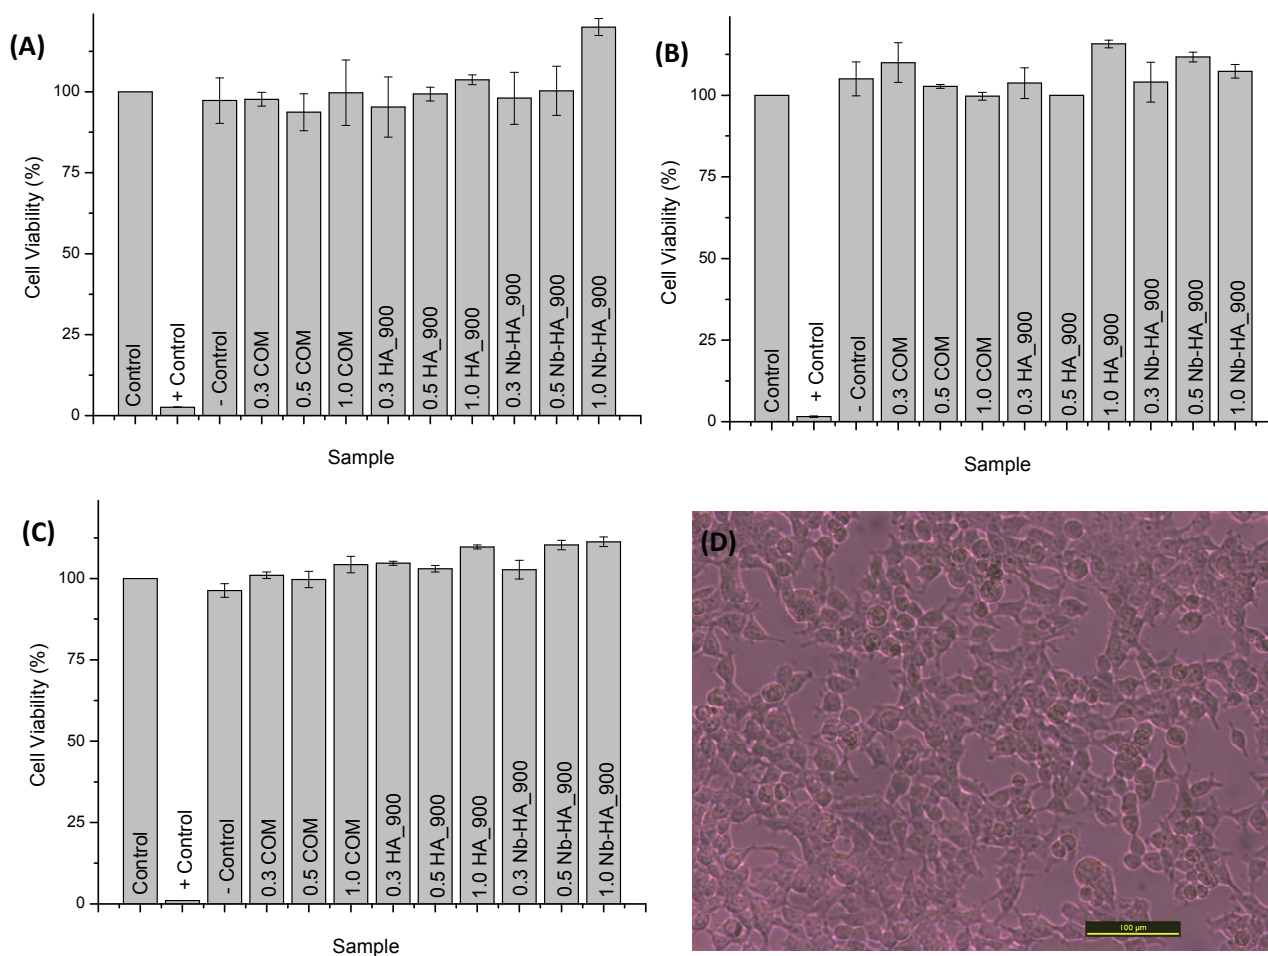 (A)
Cell Viability (%)
100
75
50
25
0
Control
+ Control
- Control
0.3 COM
0.5 COM
1.0 COM
0.3 HA_900
0.5 HA_900
1.0 HA_900
0.3 Nb-HA_900
0.5 Nb-HA_900
1.0 Nb-HA_900
Sample
(B)
Cell Viability (%)
100
75
50
25
0
Control
+ Control
- Control
0.3 COM
0.5 COM
1.0 COM
0.3 HA_900
0.5 HA_900
1.0 HA_900
0.3 Nb-HA_900
0.5 Nb-HA_900
1.0 Nb-HA_900
Sample
(C)
Cell Viability (%)
100
75
50
25
0
Control
+ Control
- Control
0.3 COM
0.5 COM
1.0 COM
0.3 HA_900
0.5 HA_900
1.0 HA_900
0.3 Nb-HA_900
0.5 Nb-HA_900
1.0 Nb-HA_900
Sample
(D)
100 µm